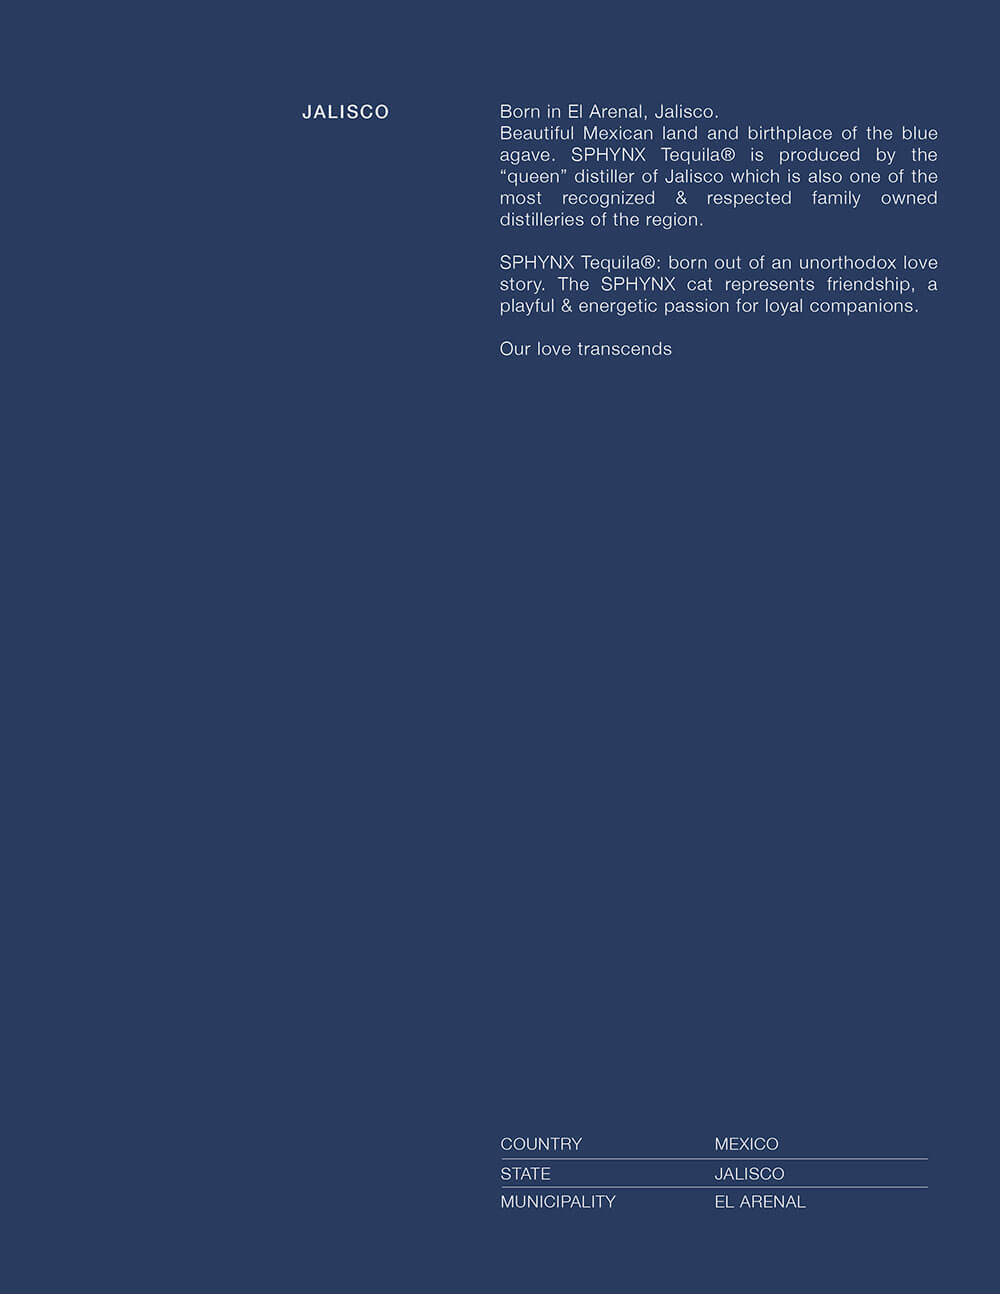 JALISCO
Born in El Arenal, Jalisco.
Beautiful Mexican land and birthplace of the blue
agave. SPHYNX Tequila® is produced by the
“queen” distiller of Jalisco which is also one of the
most recognized & respected family owned
distilleries of the region.
SPHYNX Tequila®: born out of an unorthodox love
story. The SPHYNX cat represents friendship, a
playful & energetic passion for loyal companions.
Our love transcends
COUNTRY MEXICO
STATE JALISCO
MUNICIPALITY EL ARENAL